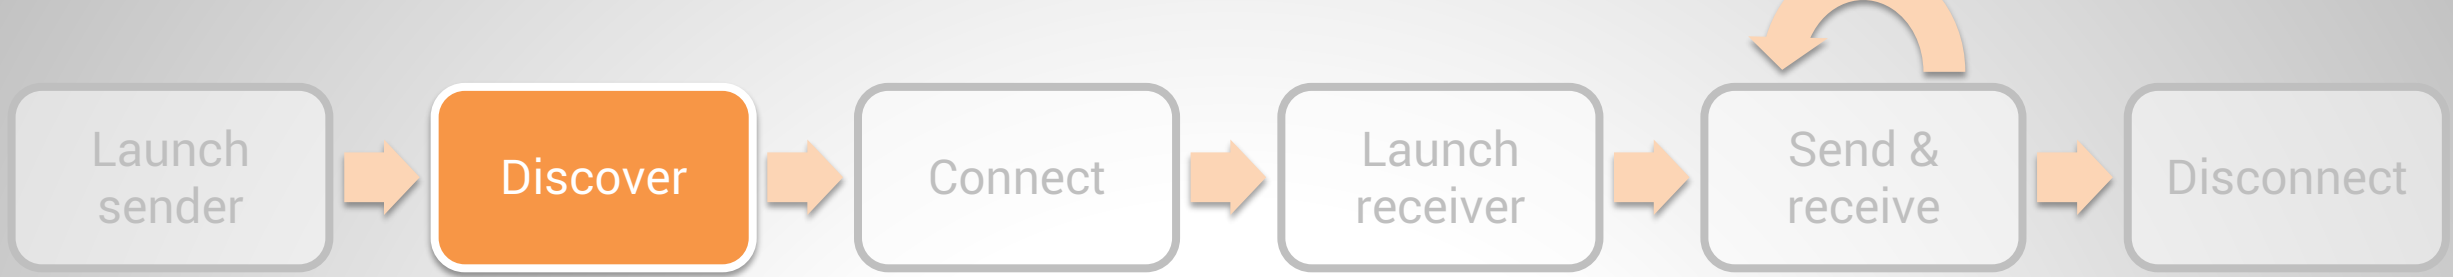 Launch
sender
Discover
Connect
Launch
receiver
Send &
receive
Disconnect